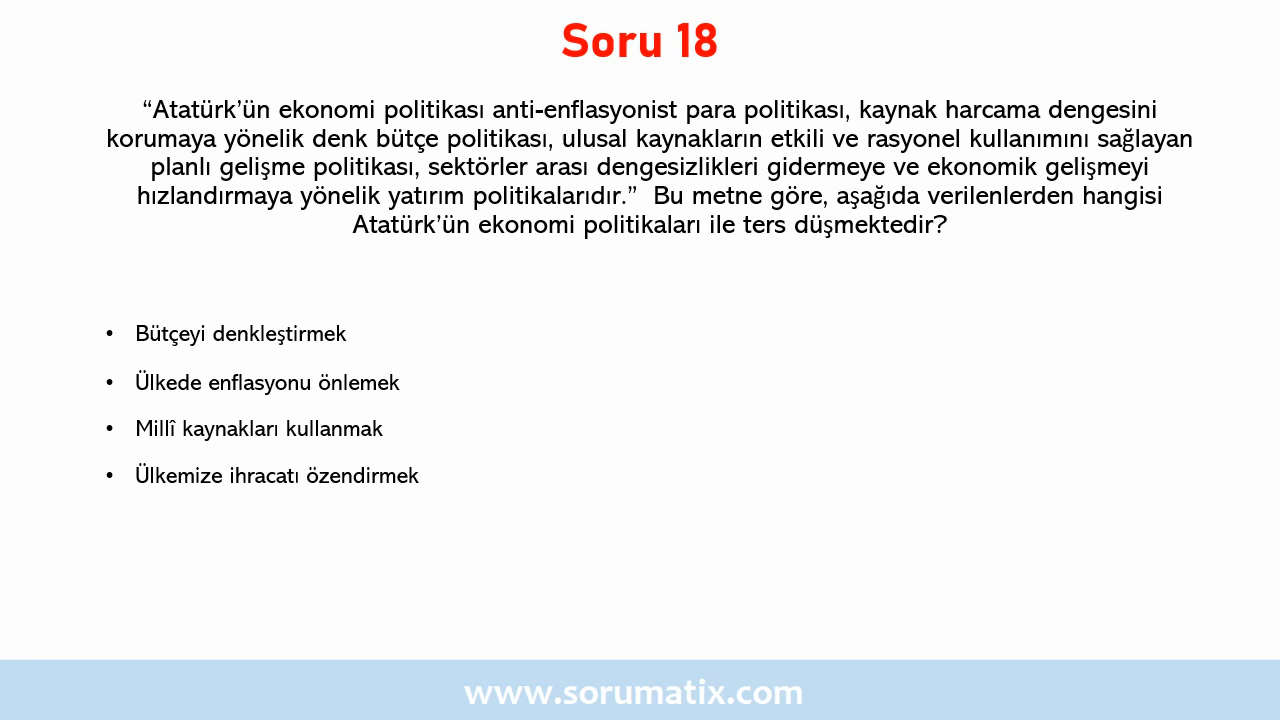 Soru 18
“Atatürk’ün ekonomi politikası anti-enflasyonist para politikası, kaynak harcama dengesini
korumaya yönelik denk bütçe politikası, ulusal kaynakların etkili ve rasyonel kullanımını sağlayan
planlı gelişme politikası, sektörler arası dengesizlikleri gidermeye ve ekonomik gelişmeyi
hızlandırmaya yönelik yatırım politikalarıdır.”  Bu metne göre, aşağıda verilenlerden hangisi
Atatürk’ün ekonomi politikaları ile ters düşmektedir?
• Bütçeyi denkleştirmek
• Ülkede enflasyonu önlemek
• Millî kaynakları kullanmak
• Ülkemize ihracatı özendirmek
www.sorumatix.com